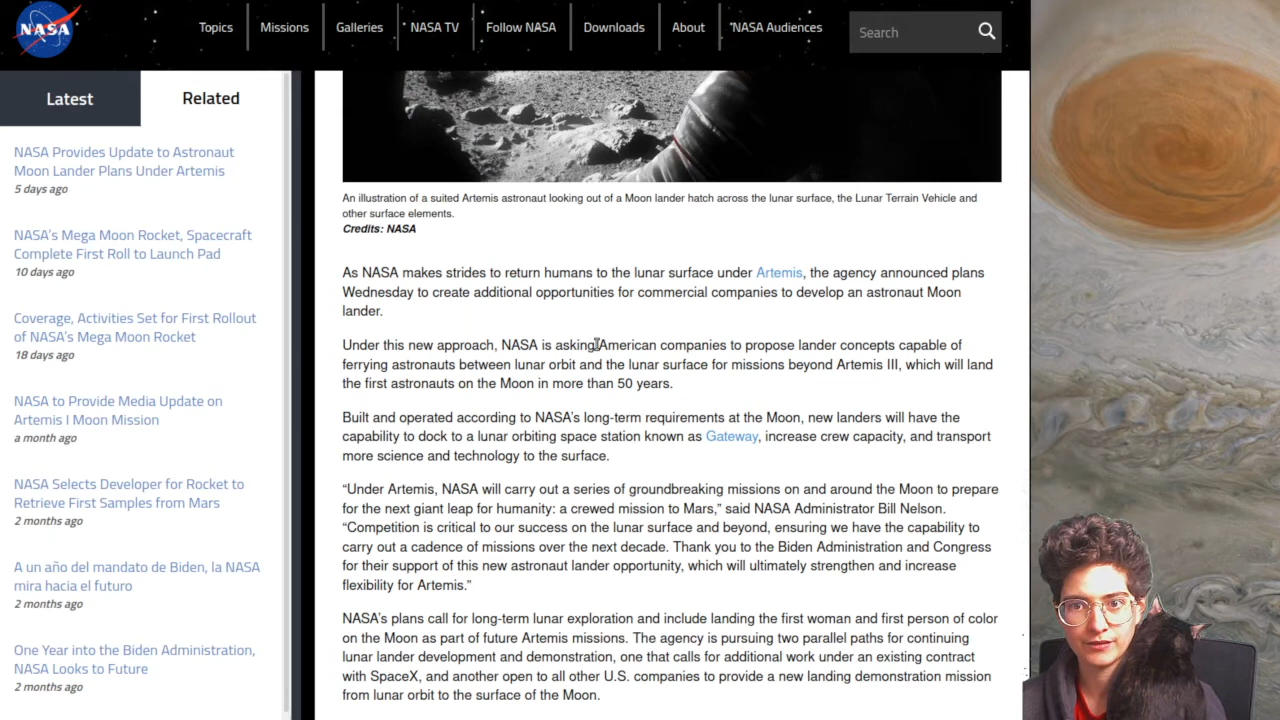 NASA
Topics
Missions
Galleries
NASA TV
Follow NASA
Downloads
About
NASA Audiences
Search
Latest
Related
NASA Provides Update to Astronaut
Moon Lander Plans Under Artemis
5 days ago
NASA's Mega Moon Rocket, Spacecraft
Complete First Roll to Launch Pad
10 days ago
Coverage, Activities Set for First Rollout
of NASA's Mega Moon Rocket
18 days ago
NASA to Provide Media Update on
Artemis I Moon Mission
a month ago
NASA Selects Developer for Rocket to
Retrieve First Samples from Mars
2 months ago
A un año del mandato de Biden, la NASA
mira hacia el futuro
2 months ago
One Year into the Biden Administration,
NASA Looks to Future
2 months ago
An illustration of a suited Artemis astronaut looking out of a Moon lander hatch across the lunar surface, the Lunar Terrain Vehicle and
other surface elements.
Credits: NASA
As NASA makes strides to return humans to the lunar surface under Artemis, the agency announced plans
Wednesday to create additional opportunities for commercial companies to develop an astronaut Moon
lander.
Under this new approach, NASA is asking American companies to propose lander concepts capable of
ferrying astronauts between lunar orbit and the lunar surface for missions beyond Artemis III, which will land
the first astronauts on the Moon in more than 50 years.
Built and operated according to NASA's long-term requirements at the Moon, new landers will have the
capability to dock to a lunar orbiting space station known as Gateway, increase crew capacity, and transport
more science and technology to the surface.
“Under Artemis, NASA will carry out a series of groundbreaking missions on and around the Moon to prepare
for the next giant leap for humanity: a crewed mission to Mars,” said NASA Administrator Bill Nelson.
“Competition is critical to our success on the lunar surface and beyond, ensuring we have the capability to
carry out a cadence of missions over the next decade. Thank you to the Biden Administration and Congress
for their support of this new astronaut lander opportunity, which will ultimately strengthen and increase
flexibility for Artemis.”
NASA's plans call for long-term lunar exploration and include landing the first woman and first person of color
on the Moon as part of future Artemis missions. The agency is pursuing two parallel paths for continuing
lunar lander development and demonstration, one that calls for additional work under an existing contract
with SpaceX, and another open to all other U.S. companies to provide a new landing demonstration mission
from lunar orbit to the surface of the Moon.